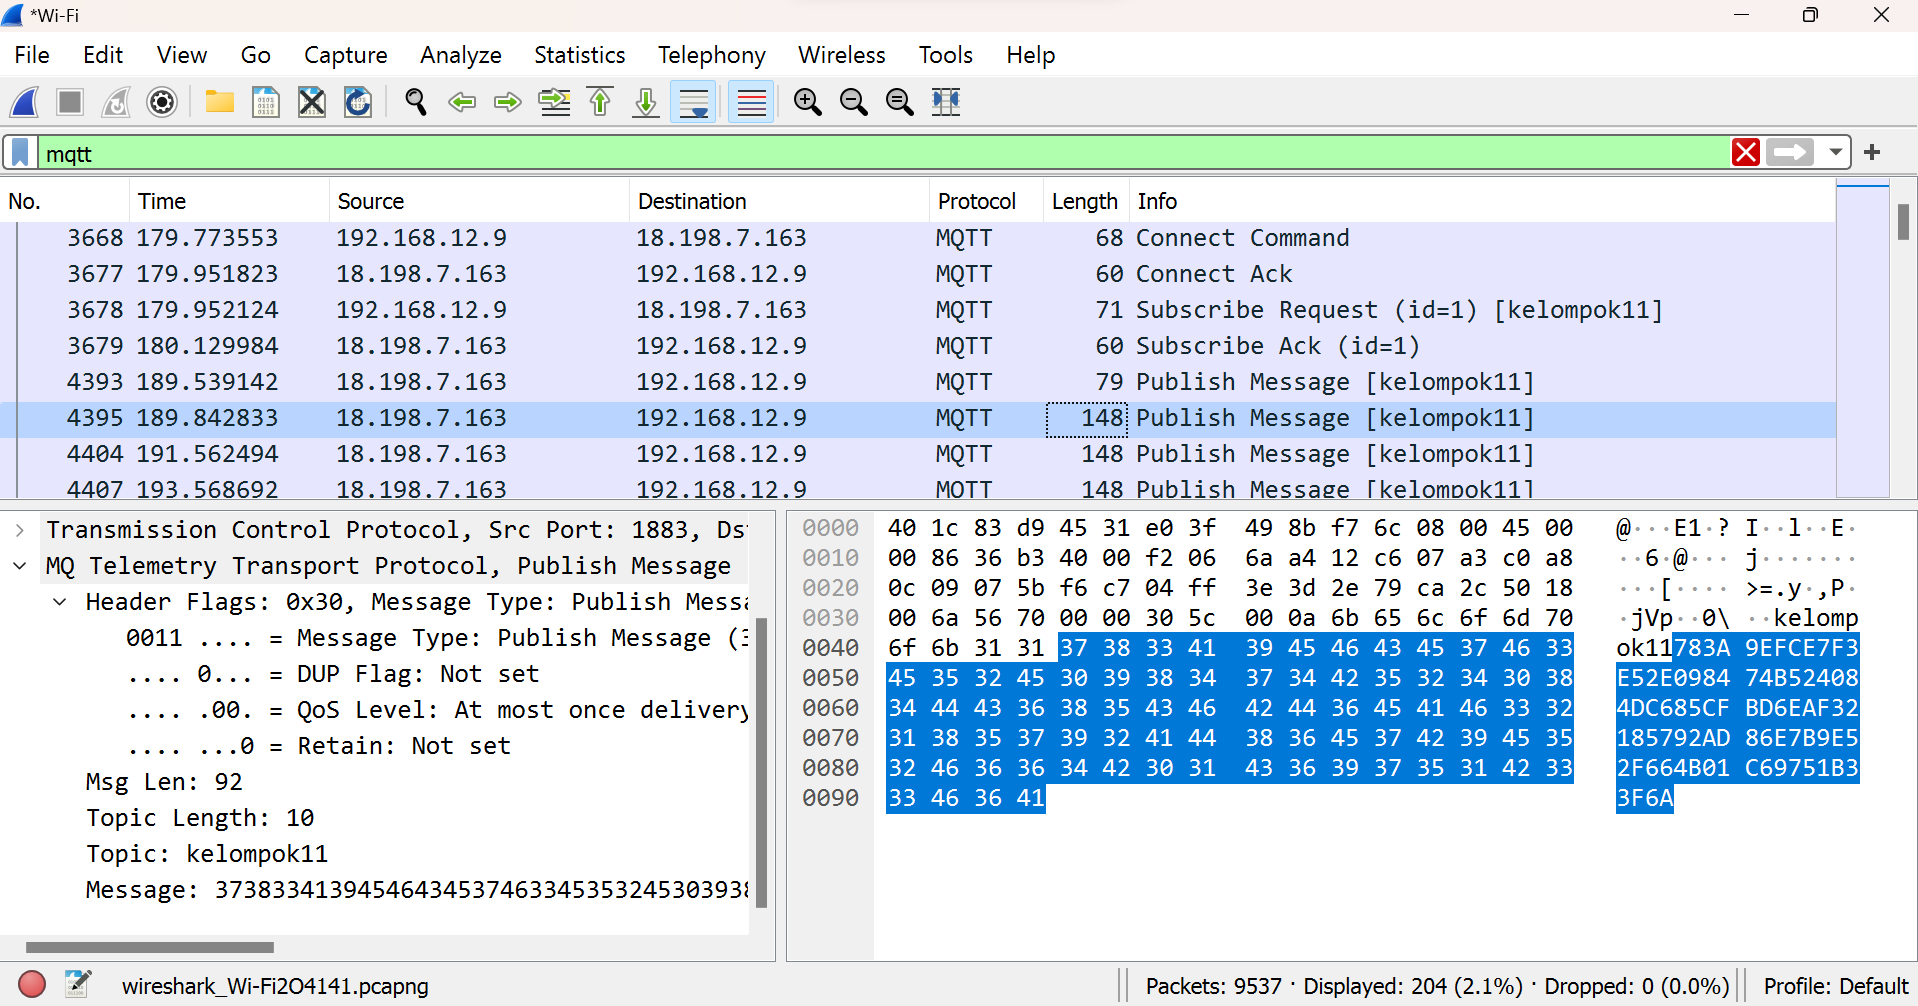 *Wi-Fi
File Edit View Go Capture Analyze Statistics Telephony Wireless Tools Help
mqtt
No. Time Source Destination Protocol Length Info
3668 179.773553 192.168.12.9 18.198.7.163 MQTT 68 Connect Command
3677 179.951823 18.198.7.163 192.168.12.9 MQTT 60 Connect Ack
3678 179.952124 192.168.12.9 18.198.7.163 MQTT 71 Subscribe Request (id=1) [kelompok11]
3679 180.129984 18.198.7.163 192.168.12.9 MQTT 60 Subscribe Ack (id=1)
4393 189.539142 18.198.7.163 192.168.12.9 MQTT 79 Publish Message [kelompok11]
4395 189.842833 18.198.7.163 192.168.12.9 MQTT 148 Publish Message [kelompok11]
4404 191.562494 18.198.7.163 192.168.12.9 MQTT 148 Publish Message [kelompok11]
4407 193.568692 18.198.7.163 192.168.12.9 MQTT 148 Publish Message [kelompok11]
Transmission Control Protocol, Src Port: 1883, Ds
MQ Telemetry Transport Protocol, Publish Message
Header Flags: 0x30, Message Type: Publish Messa
0011 .... = Message Type: Publish Message (3
.... 0... = DUP Flag: Not set
.... .00. = QoS Level: At most once delivery
.... ...0 = Retain: Not set
Msg Len: 92
Topic Length: 10
Topic: kelompok11
Message: 3738334139454643453746334535324530393
0000 40 1c 83 d9 45 31 e0 3f 49 8b f7 6c 08 00 45 00 @···E1·? I··l··E·
0010 00 86 36 b3 40 00 f2 06 6a a4 12 c6 07 a3 c0 a8 ··6·@··· j·······
0020 0c 09 07 5b f6 c7 04 ff 3e 3d 2e 79 ca 2c 50 18 ···[···· >=.y·,P·
0030 00 6a 56 70 00 00 30 5c 00 0a 6b 65 6c 6f 6d 70 ·jVp··0\ ··kelomp
0040 6f 6b 31 31 37 38 33 41 39 45 46 43 45 37 46 33 ok11783A 9EFCE7F3
0050 45 35 32 45 30 39 38 34 37 34 42 35 32 34 30 38 E52E0984 74B52408
0060 34 44 43 36 38 35 43 46 42 44 36 45 41 46 33 32 4DC685CF BD6EAF32
0070 31 38 35 37 39 32 41 44 38 36 45 37 42 39 45 35 185792AD 86E7B9E5
0080 32 46 36 36 34 42 30 31 43 36 39 37 35 31 42 33 2F664B01 C69751B3
0090 33 46 36 41 3F6A
wireshark_Wi-Fi2O4141.pcapng
Packets: 9537 · Displayed: 204 (2.1%) · Dropped: 0 (0.0%)
Profile: Default